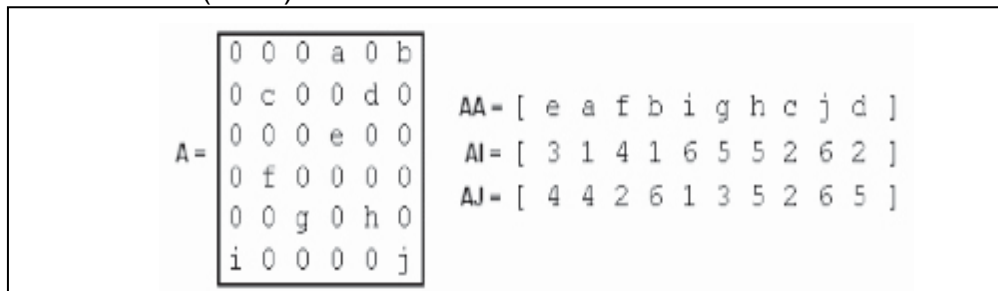 0 0 0 a 0 b
0 c 0 0 d 0
0 0 0 e 0 0
0 f 0 0 0 0
0 0 g 0 h 0
i 0 0 0 0 j
A =
AA = [ e a f b i g h c j d ]
AI = [ 3 1 4 1 6 5 5 2 6 2 ]
AJ = [ 4 4 2 6 1 3 5 2 6 5 ]